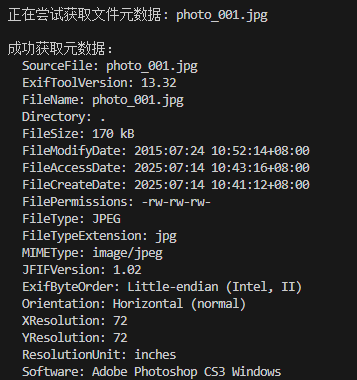 正在尝试获取文件元数据: photo_001.jpg
成功获取元数据:
SourceFile: photo_001.jpg
ExifToolVersion: 13.32
FileName: photo_001.jpg
Directory: .
FileSize: 170 kB
FileModifyDate: 2015:07:24 10:52:14+08:00
FileAccessDate: 2025:07:14 10:43:16+08:00
FileCreateDate: 2025:07:14 10:41:12+08:00
FilePermissions: -rw-rw-rw-
FileType: JPEG
FileTypeExtension: jpg
MIMEType: image/jpeg
JFIFVersion: 1.02
ExifByteOrder: Little-endian (Intel, II)
Orientation: Horizontal (normal)
XResolution: 72
YResolution: 72
ResolutionUnit: inches
Software: Adobe Photoshop CS3 Windows